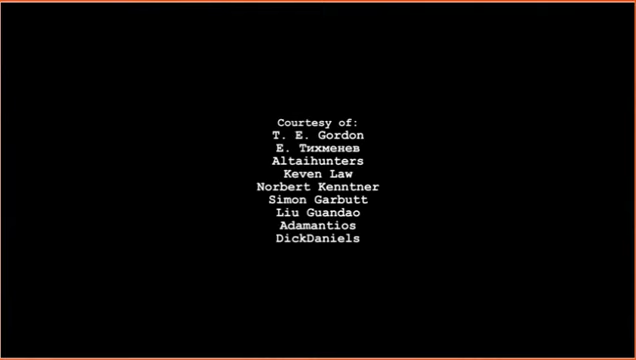 Courtesy of:
T. E. Gordon
Е. Тихменев
Altaihunters
Keven Law
Norbert Kenntner
Simon Garbutt
Liu Guandao
Adamantios
DickDaniels